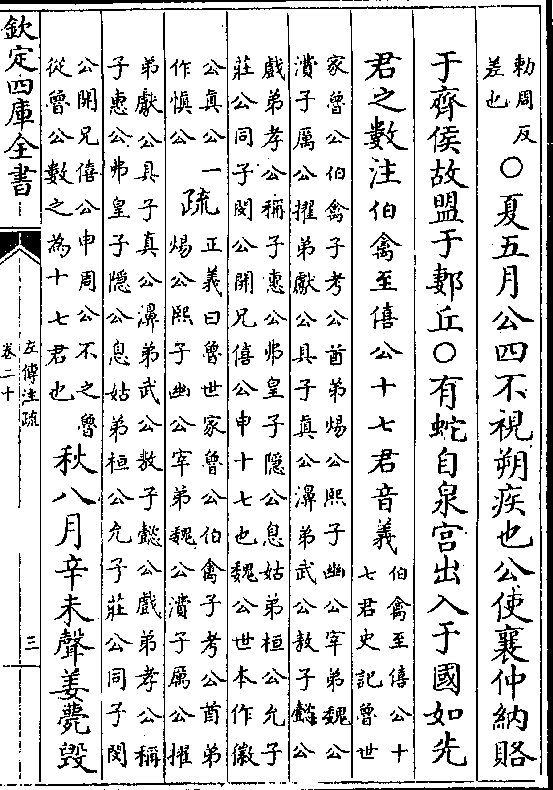 勅周反
差也
○夏五月公四不視朔疾也公使襄仲納賂
于齊侯故盟于郪丘○有蛇自泉宮出入于國如先
君之數注伯禽至僖公十七君音義
伯禽至僖公十
七君史記魯世
家魯公伯禽子考公酋弟煬公熙子幽公宰弟魏公
濆子厲公擢弟獻公具子真公濞弟武公敖子懿公
戲弟孝公稱子惠公弗皇子隱公息姑弟桓公允子
莊公同子閔公開兄僖公申十七也魏公世本作徽
公真公一
作慎公
疏
正義曰魯世家魯公伯禽子考公酋弟
煬公熙子幽公宰弟魏公濆子厲公擢
弟獻公具子真公濞弟武公敖子懿公戲弟孝公稱
子惠公弗皇子隱公息姑弟桓公允子莊公同子閔
公開兄僖公申周公不之魯
從魯公數之為十七君也
秋八月辛未聲姜薨毀
欽定四庫全書
左傳注疏
卷二十
三